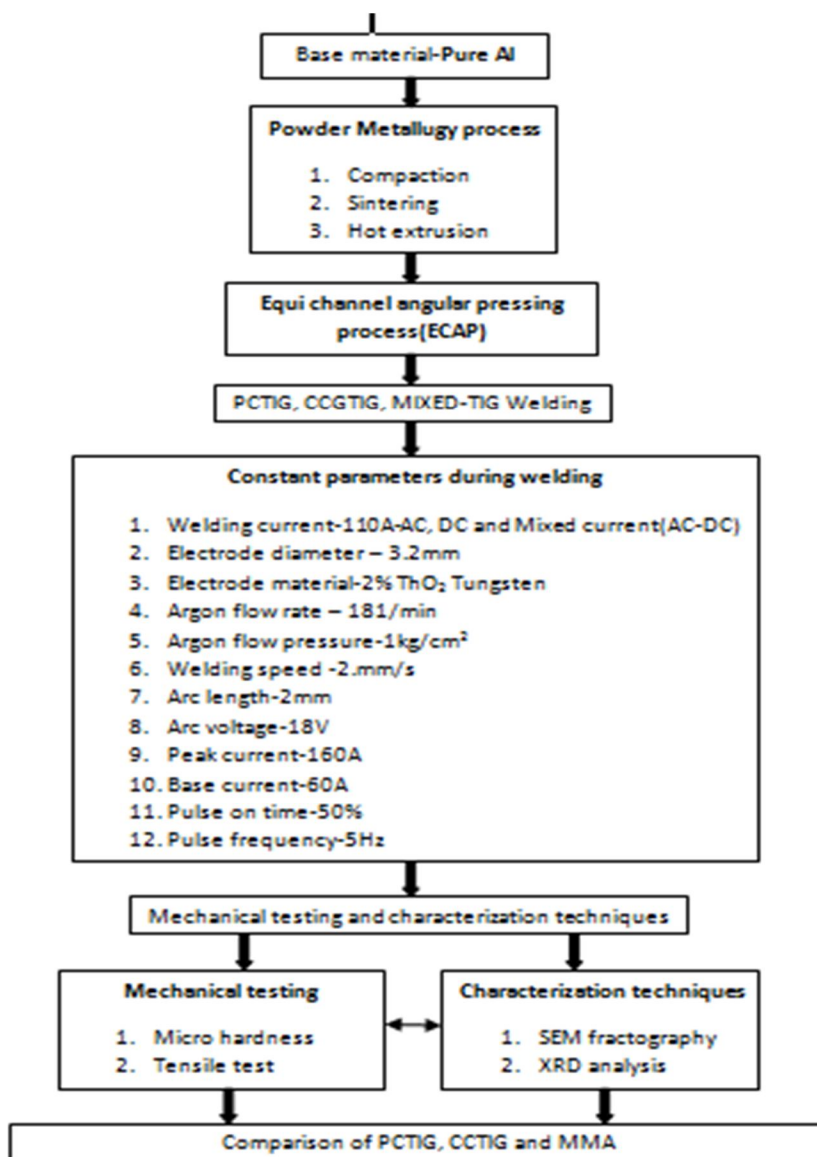 Base material-Pure Al
Powder Metallugy process
1. Compaction
2. Sintering
3. Hot extrusion
Equi channel angular pressing
process(ECAP)
PCTIG, CCGTIG, MIXED-TIG Welding
Constant parameters during welding
1. Welding current-110A-AC, DC and Mixed current(AC-DC)
2. Electrode diameter – 3.2mm
3. Electrode material-2% ThO₂ Tungsten
4. Argon flow rate – 181/min
5. Argon flow pressure-1kg/cm²
6. Welding speed -2.mm/s
7. Arc length-2mm
8. Arc voltage-18V
9. Peak current-160A
10. Base current-60A
11. Pulse on time-50%
12. Pulse frequency-5Hz
Mechanical testing and characterization techniques
Mechanical testing
1. Micro hardness
2. Tensile test
Characterization techniques
1. SEM fractography
2. XRD analysis
Comparison of PCTIG, CCTIG and MMA